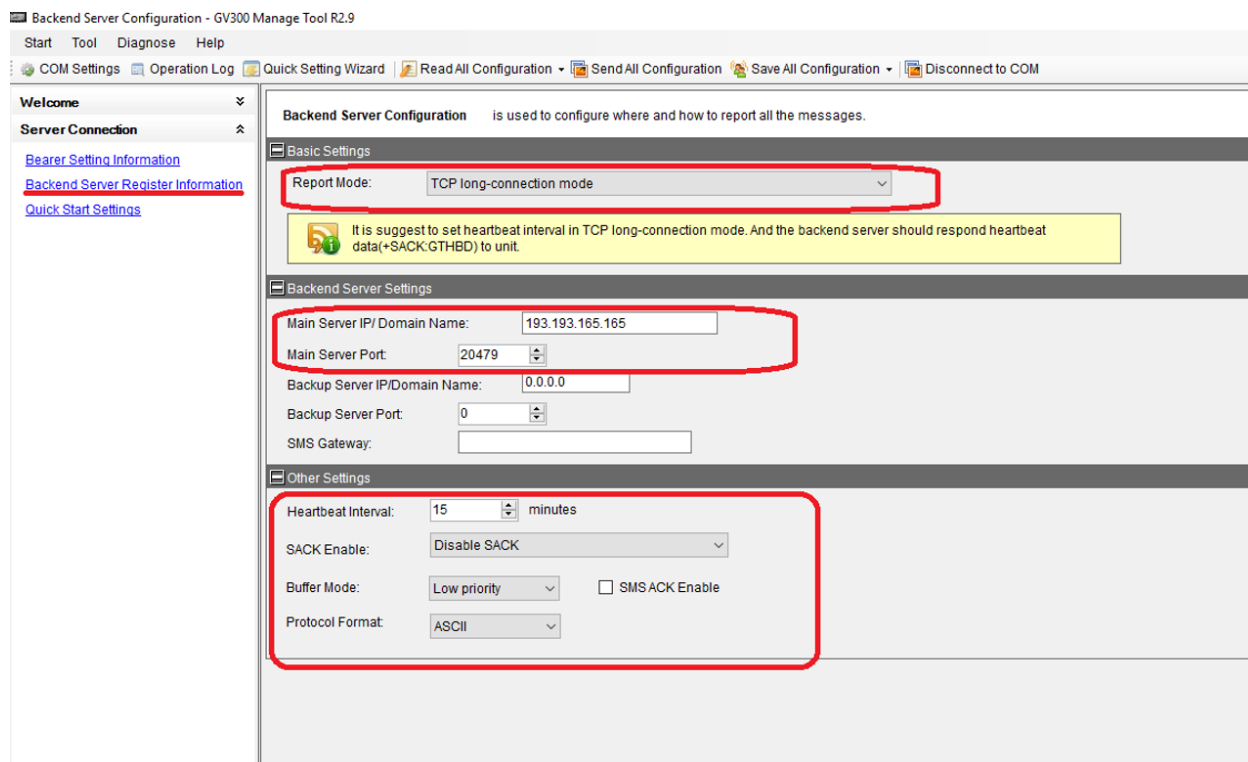 Backend Server Configuration - GV300 Manage Tool R2.9
Start Tool Diagnose Help
COM Settings Operation Log Quick Setting Wizard Read All Configuration Send All Configuration Save All Configuration Disconnect to COM
Welcome
Server Connection
Bearer Setting Information
Backend Server Register Information
Quick Start Settings
Backend Server Configuration is used to configure where and how to report all the messages.
Basic Settings
Report Mode: TCP long-connection mode
It is suggest to set heartbeat interval in TCP long-connection mode. And the backend server should respond heartbeat
data(+SACK:GTHBD) to unit.
Backend Server Settings
Main Server IP/ Domain Name: 193.193.165.165
Main Server Port: 20479
Backup Server IP/Domain Name: 0.0.0.0
Backup Server Port: 0
SMS Gateway:
Other Settings
Heartbeat Interval: 15 minutes
SACK Enable: Disable SACK
Buffer Mode: Low priority SMS ACK Enable
Protocol Format: ASCII